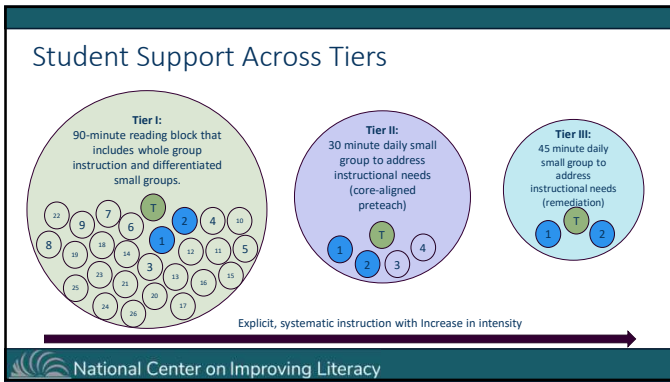 Student Support Across Tiers
Tier I:
90-minute reading block that
includes whole group
instruction and differentiated
small groups.
T
22
9
7
6
1
2
4
10
8
19
18
14
3
12
11
5
25
23
21
13
16
15
24
26
20
17
Tier II:
30 minute daily small
group to address
instructional needs
(core-aligned
preteach)
T
1
2
3
4
Tier III:
45 minute daily
small group to
address
instructional needs
(remediation)
T
1
2
Explicit, systematic instruction with Increase in intensity
National Center on Improving Literacy